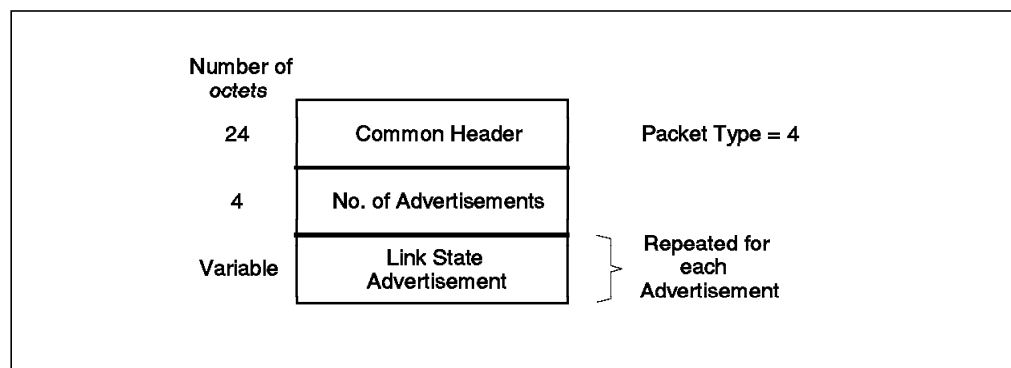 Number of
octets
24
Common Header
Packet Type = 4
4
No. of Advertisements
Variable
Link State
Advertisement
Repeated for
each
Advertisement